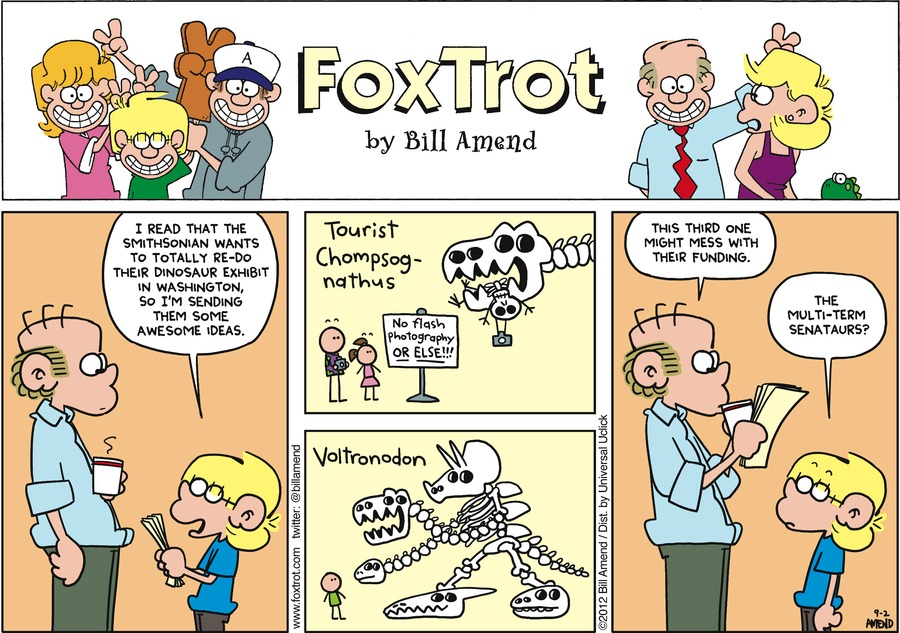 A
FOXTROT
by Bill Amend
I READ THAT THE
SMITHSONIAN WANTS
TO TOTALLY RE-DO
THEIR DINOSAUR EXHIBIT
IN WASHINGTON,
SO I'M SENDING
THEM SOME
AWESOME IDEAS.
www.foxtrot.com twitter: @billamend
Tourist
Chompsog-
nathus
No flash
photography
OR ELSE!!!
Voltronodon
©2012 Bill Amend / Dist. by Universal Uclick
THIS THIRD ONE
MIGHT MESS WITH
THEIR FUNDING.
THE
MULTI-TERM
SENATAURS?
9-2
AMEND